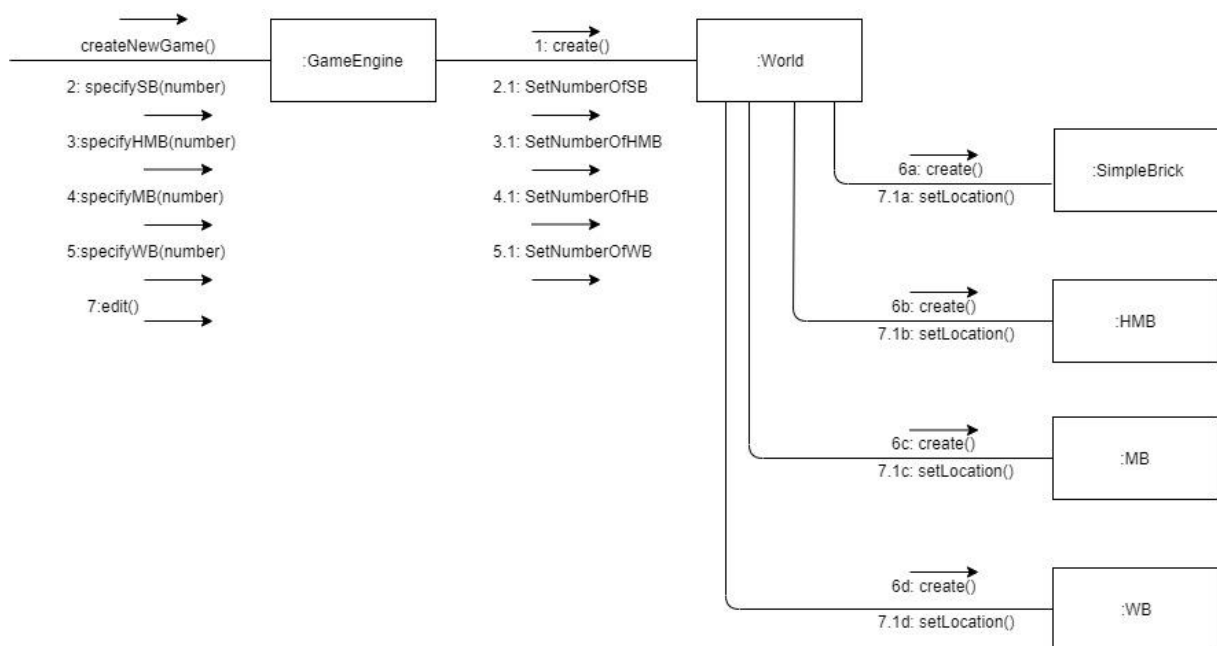 createNewGame()
:GameEngine
1: create()
:World
2: specifySB(number)
2.1: SetNumberOfSB
3:specifyHMB(number)
3.1: SetNumberOfHMB
4:specifyMB(number)
4.1: SetNumberOfHB
5:specifyWB(number)
5.1: SetNumberOfWB
7:edit()
6a: create()
:SimpleBrick
7.1a: setLocation()
6b: create()
:HMB
7.1b: setLocation()
6c: create()
:MB
7.1c: setLocation()
6d: create()
:WB
7.1d: setLocation()